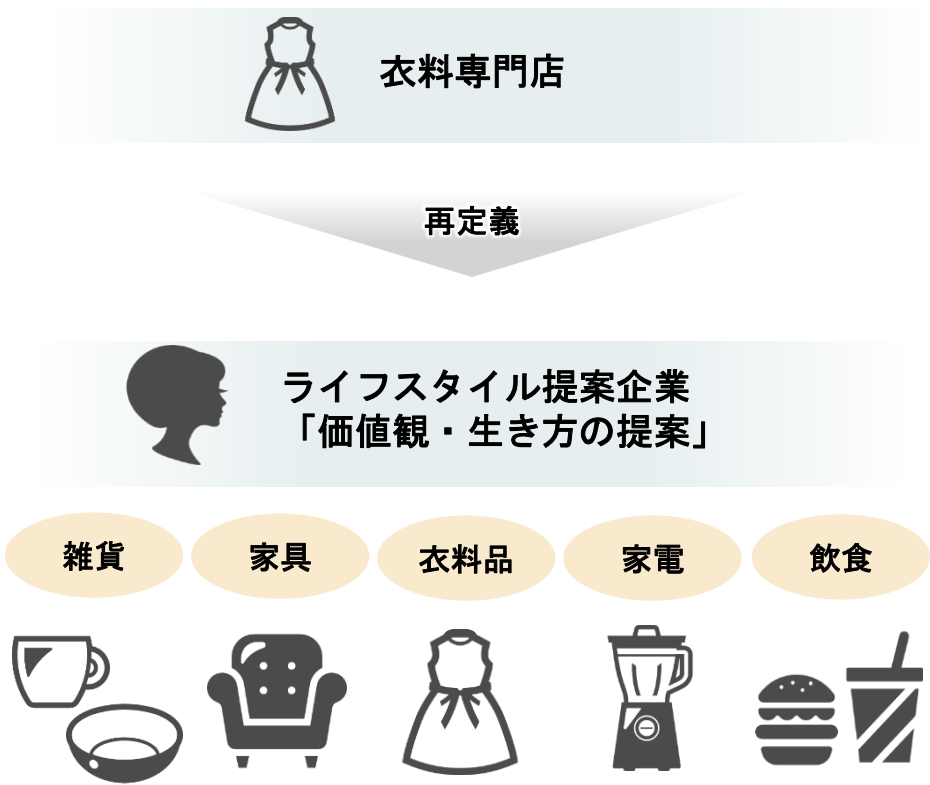 衣料専門店
再定義
ライフスタイル提案企業
「価値観・生き方の提案」
雑貨
家具
衣料品
家電
飲食